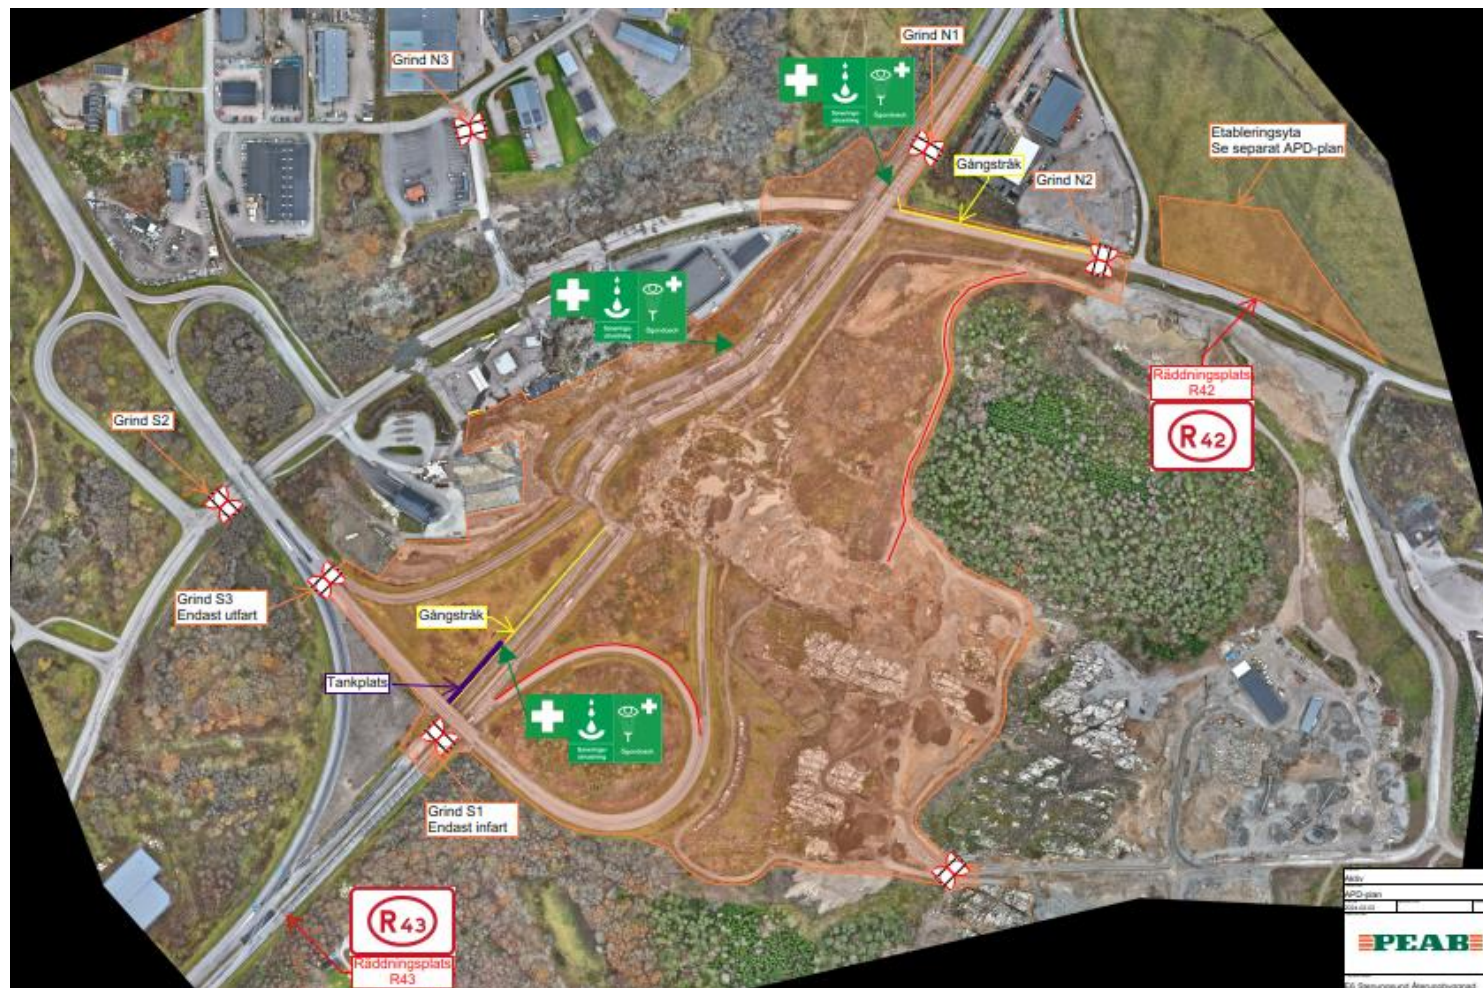 Grind N1
Grind N3
Etableringsyta
Se separat APD-plan
Gångstråk
Grind N2
Räddningsplats
R42
R42
Grind S2
Grind S3
Endast utfart
Gångstråk
Tankplats
Grind S1
Endast infart
R43
Räddningsplats
R43
APD-plan
PEAB